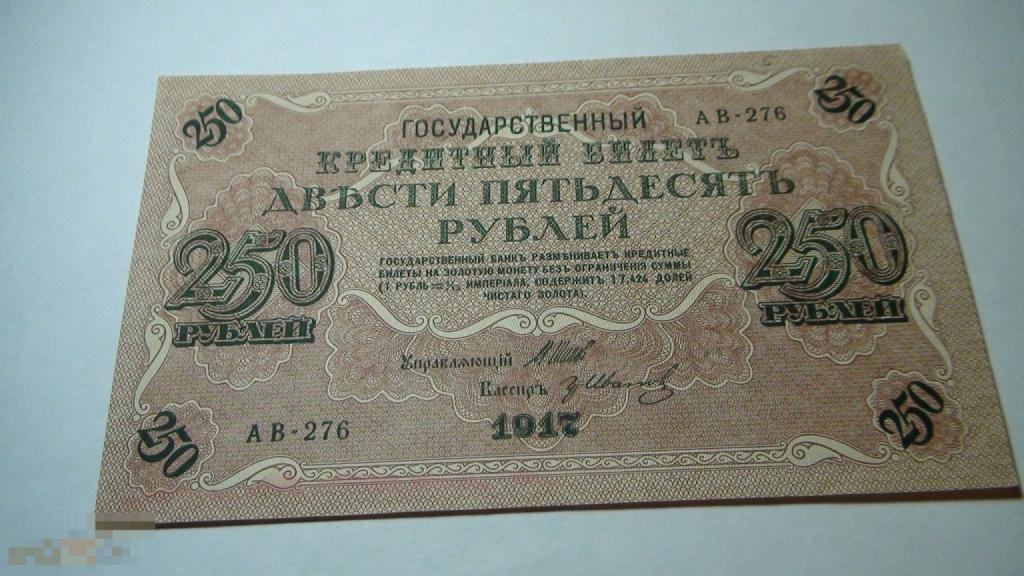 250 250
ГОСУДАРСТВЕННЫЙ АВ-276
КРЕДИТНЫЙ БИЛЕТЪ
ДВѢСТИ ПЯТЬДЕСЯТЪ
РУБЛЕЙ
250 РУБЛЕЙ
250 РУБЛЕЙ
ГОСУДАРСТВЕННЫЙ БАНКЪ РАЗМѢНИВАЕТЪ КРЕДИТНЫЕ
БИЛЕТЫ НА ЗОЛОТУЮ МОНЕТУ БЕЗЪ ОГРАНИЧЕНІЯ СУММЫ
(1 РУБЛЬ = 1/15 ИМПЕРІАЛА, СОДЕРЖИТЪ 17,424 ДОЛЕЙ
ЧИСТАГО ЗОЛОТА).
Управляющій
Кассиръ
1917
250 АВ-276 250